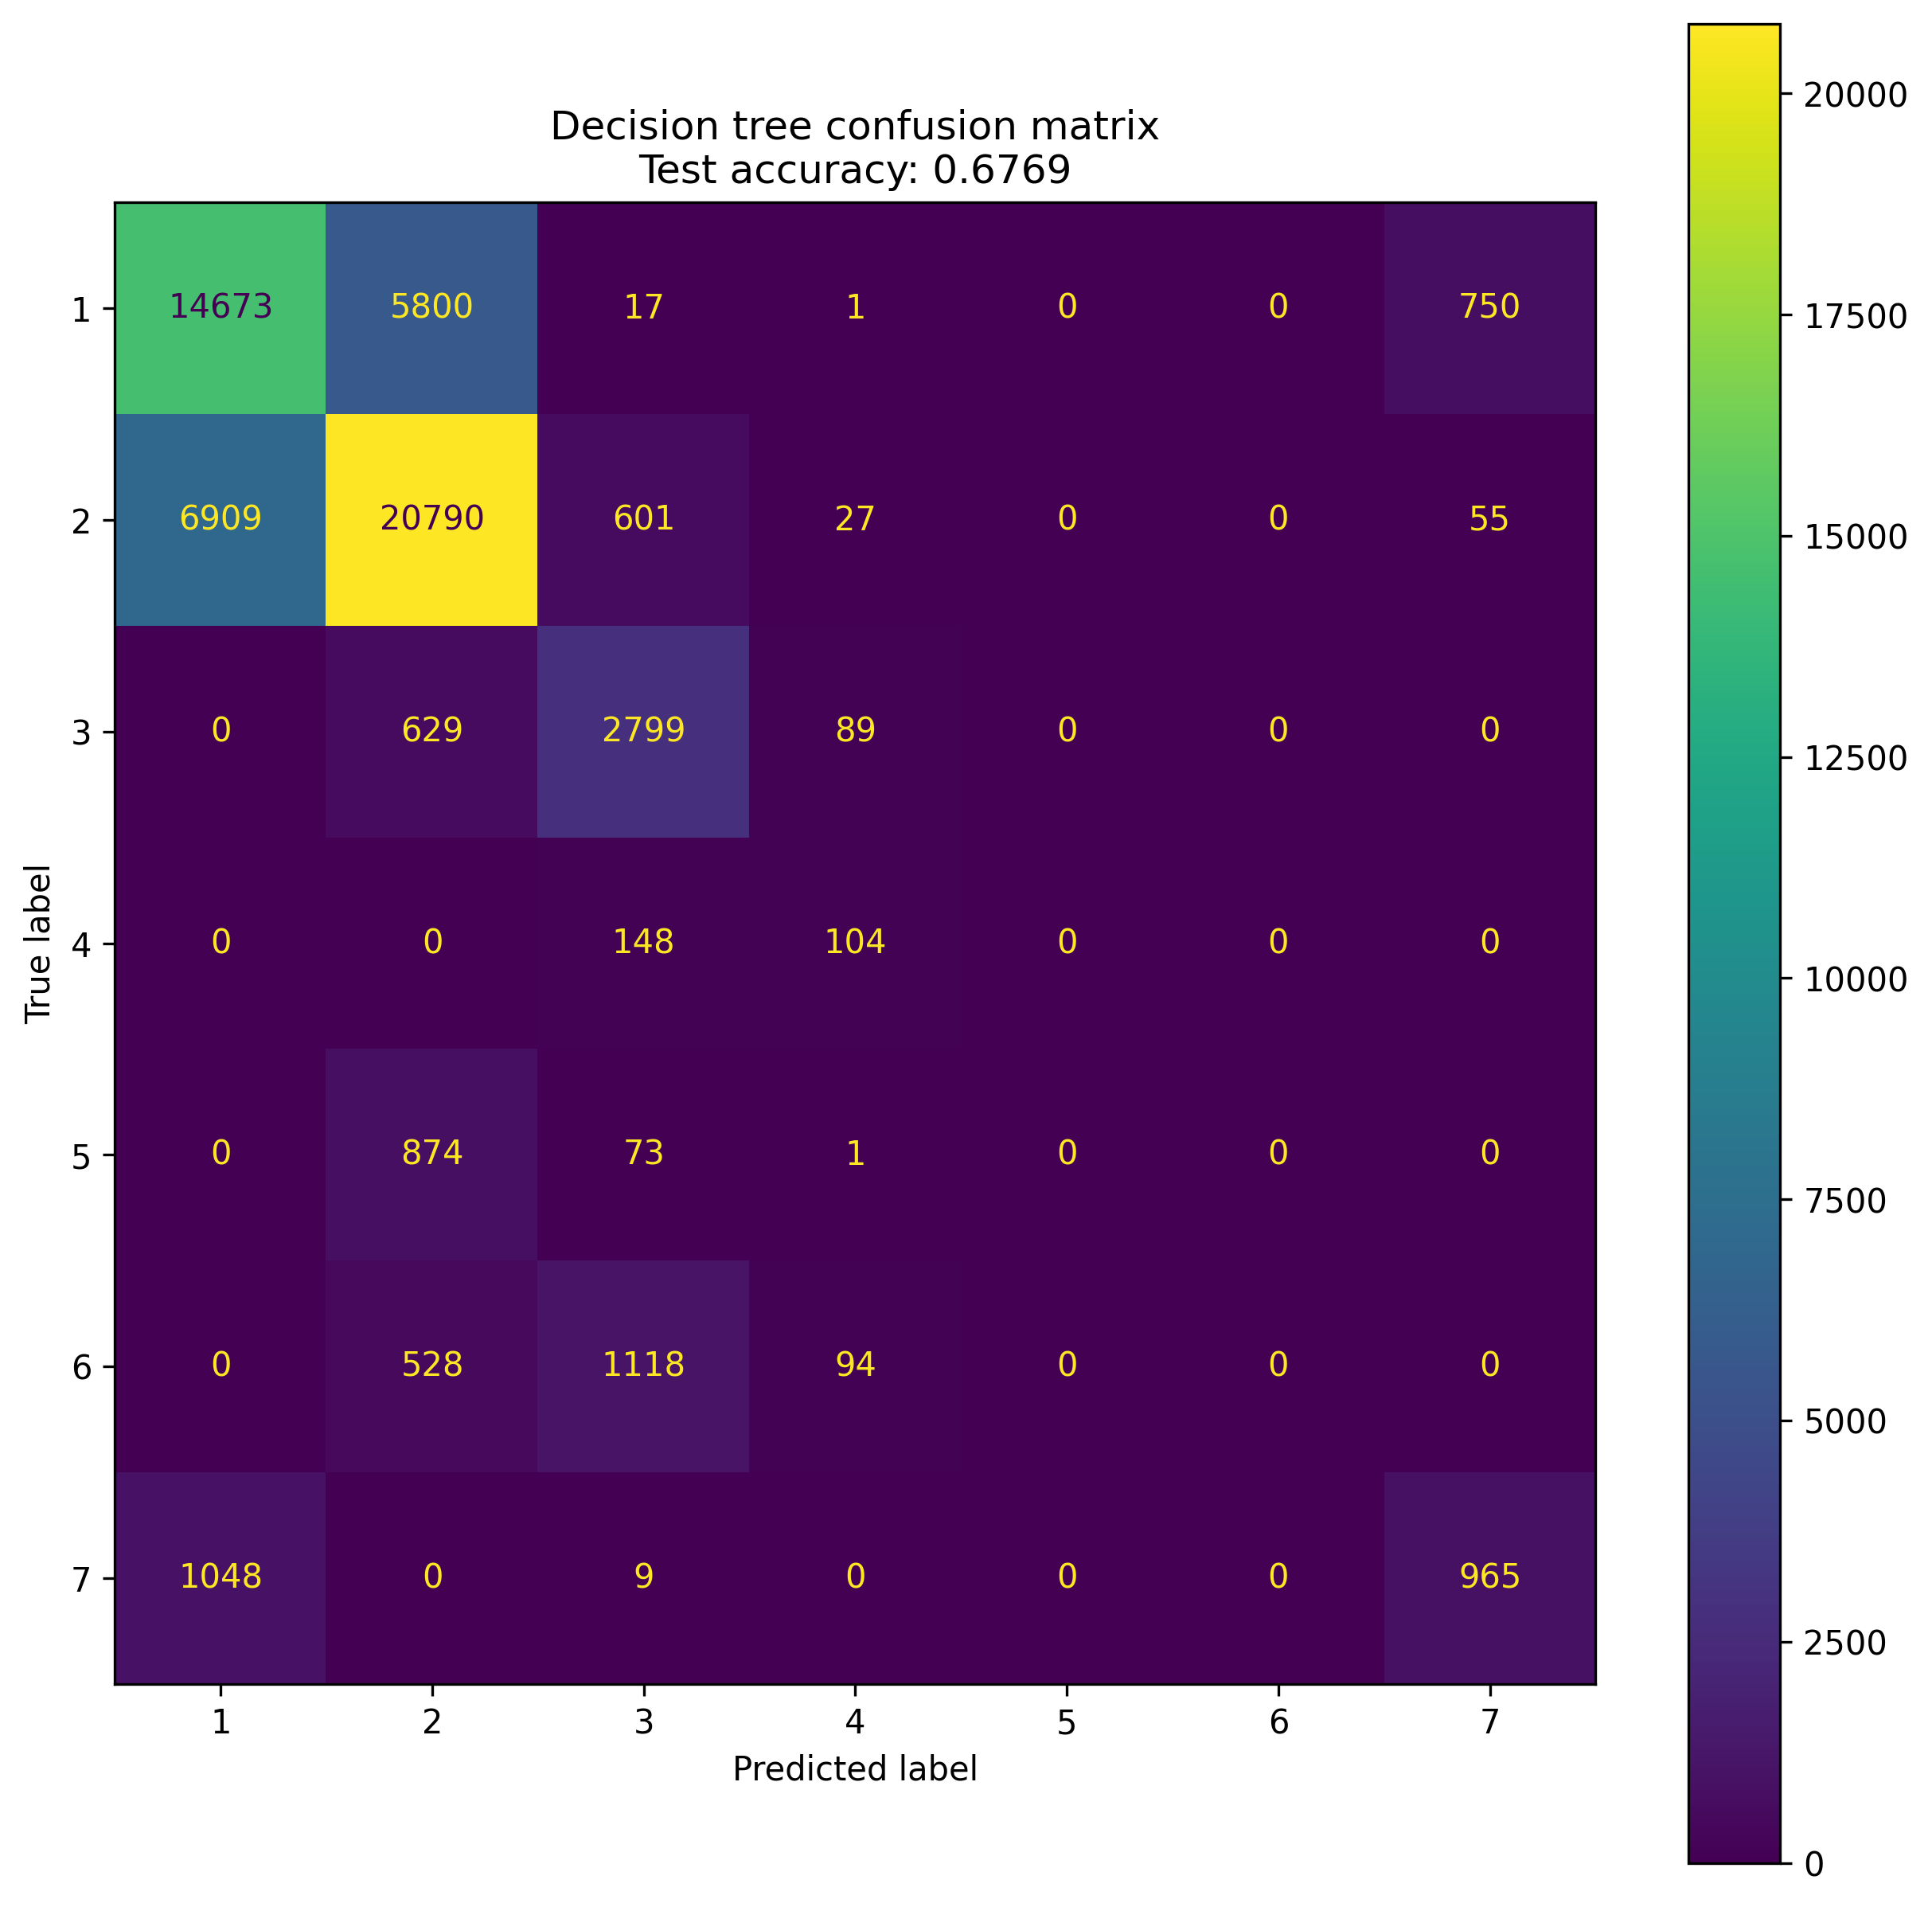 Decision tree confusion matrix
Test accuracy: 0.6769
1 14673 5800 17 1 0 0 750
2 6909 20790 601 27 0 0 55
3 0 629 2799 89 0 0 0
4 0 0 148 104 0 0 0
5 0 874 73 1 0 0 0
6 0 528 1118 94 0 0 0
7 1048 0 9 0 0 0 965
1 2 3 4 5 6 7
True label
Predicted label
20000
17500
15000
12500
10000
7500
5000
2500
0